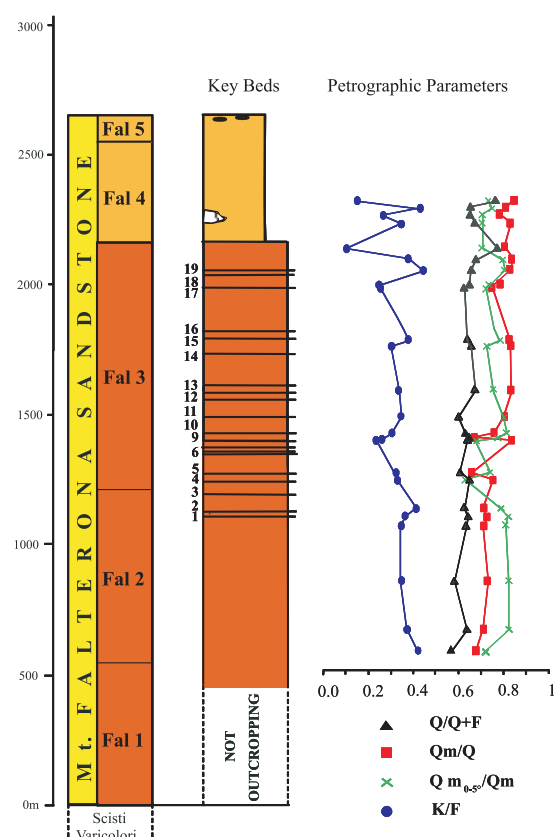 3000
Key Beds
Petrographic Parameters
2500
2000
1500
1000
500
0m
Mt. FALTERONA SANDSTONE
Fal 5
Fal 4
Fal 3
Fal 2
Fal 1
Scisti
Varicolori
19
18
17
16
15
14
13
12
11
10
9
6
5
4
3
2
1
NOT
OUTCROPPING
0.0 0.2 0.4 0.6 0.8 1
Q/Q+F
Qm/Q
Q m0-5°/Qm
K/F